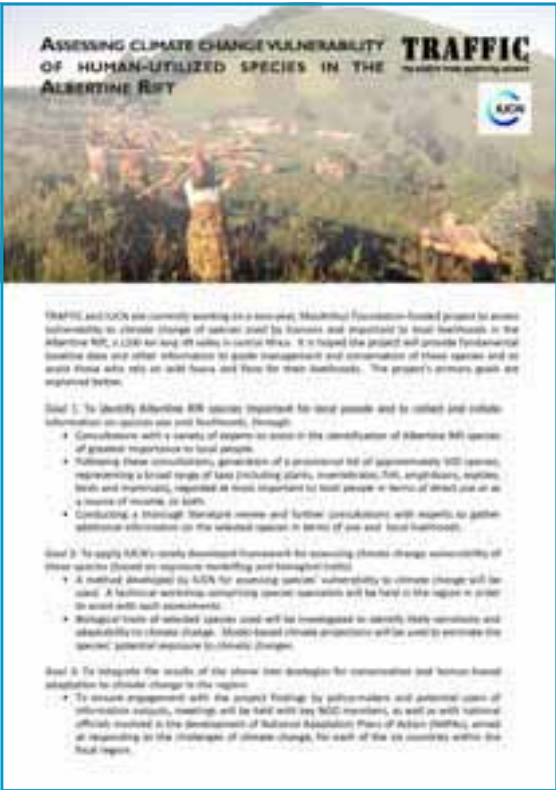 ASSESSING CLIMATE CHANGE VULNERABILITY
OF HUMAN-UTILIZED SPECIES IN THE
ALBERTINE RIFT
TRAFFIC
the wildlife trade monitoring network
IUCN
TRAFFIC and IUCN are currently working on a two-year, MacArthur Foundation-funded project to assess
vulnerability to climate change of species used by humans and important to local livelihoods in the
Albertine Rift, a long rift valley in central Africa. It is hoped the project will provide fundamental
baseline data and other information to guide management and conservation of these species and to
assist those who rely on wild fauna and flora for their livelihoods. The project's primary goals are
explained below.
Goal 1: To identify Albertine Rift species important for local people and to collect and collate
information on species use and livelihoods, through:
• Consultations with a variety of experts to assist in the identification of Albertine Rift species
of greatest importance to local people.
• Following these consultations, generation of a provisional list of approximately species,
representing a broad range of taxa (including plants, invertebrates, fish, amphibians, reptiles,
birds and mammals), regarded as most important to local people in terms of direct use or as
a source of income, or both.
• Conducting a thorough literature review and further consultations with experts to gather
additional information on the selected species in terms of use and local livelihoods.
Goal 2: To apply IUCN's newly developed framework for assessing climate change vulnerability of
these species (based on exposure modelling and biological traits)
• A method developed by IUCN for assessing species' vulnerability to climate change will be
used. A technical workshop comprising species specialists will be held in the region in order
to assist with such assessments.
• Biological traits of selected species used will be investigated to identify likely sensitivity and
adaptability to climate change. Model-based climate projections will be used to estimate the
species' potential exposure to climatic changes.
Goal 3: To integrate the results of the above into strategies for conservation and human-based
adaptation to climate change in the region
• To ensure engagement with the project findings by policy-makers and potential users of
information outputs, meetings will be held with key NGO members, as well as with national
officials involved in the development of National Adaptation Plans of Action (NAPAs), aimed
at responding to the challenges of climate change, for each of the six countries within the
focal region.